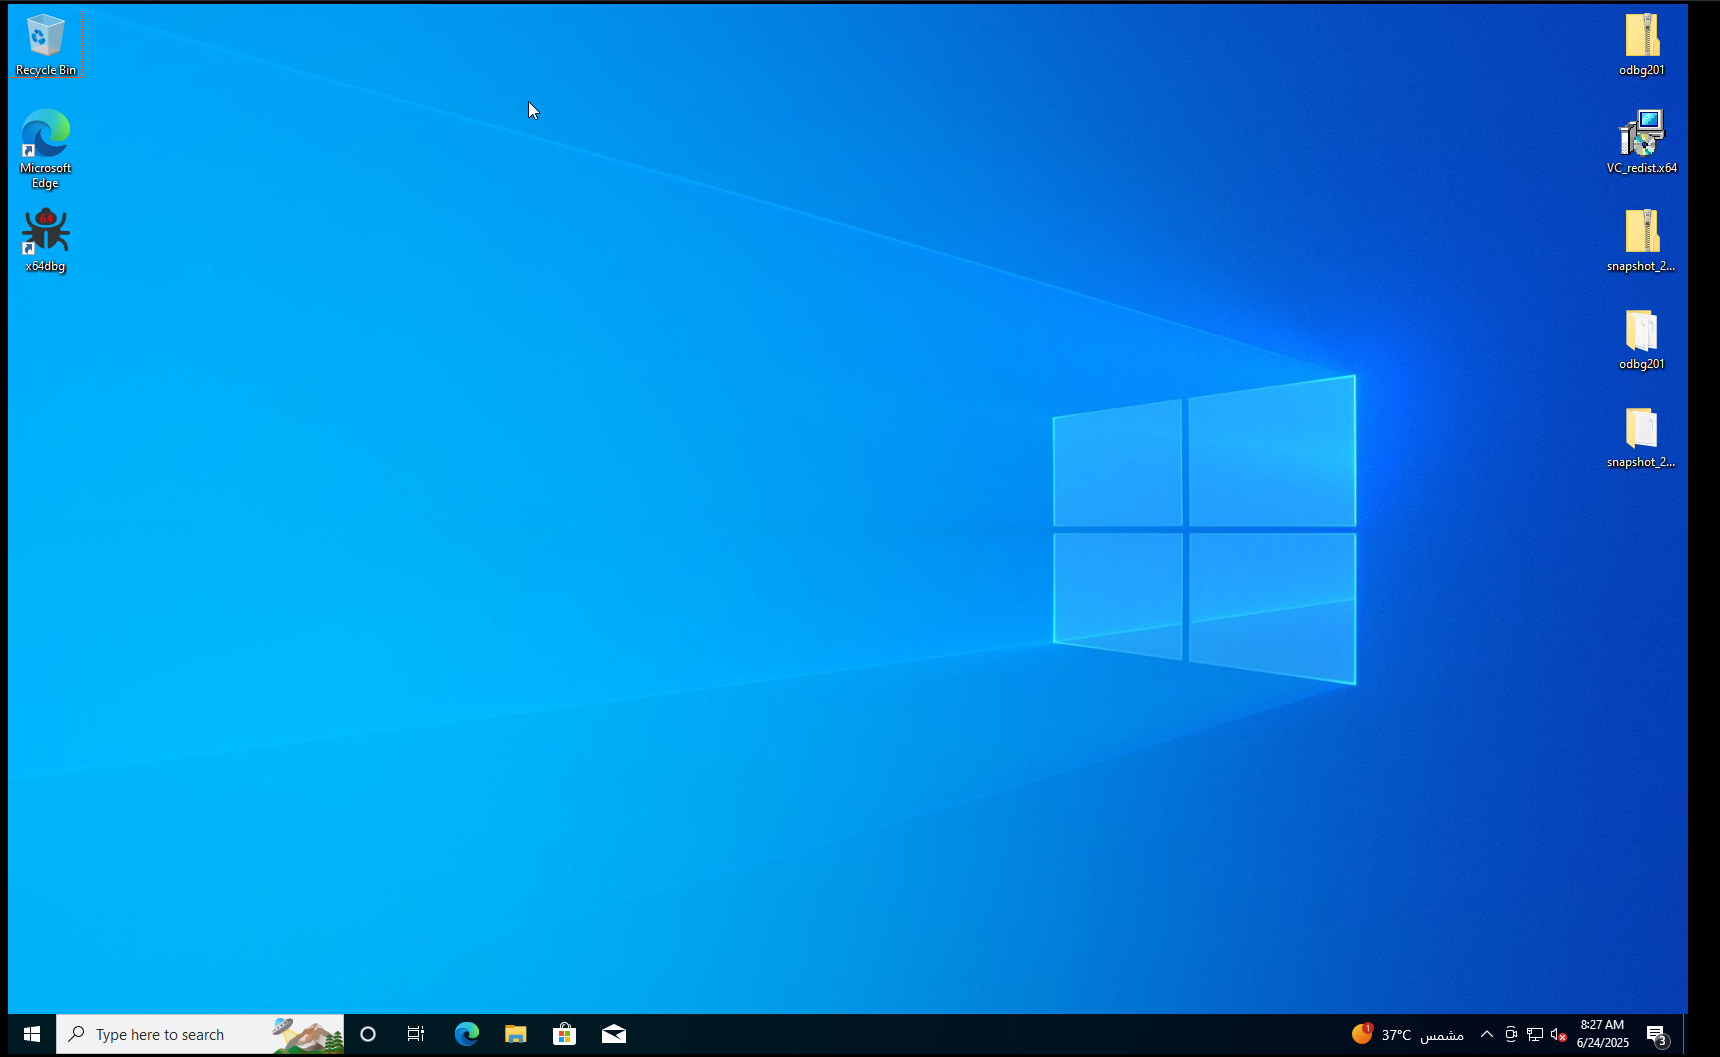 Recycle Bin
Microsoft
Edge
64
x64dbg
odbg201
VC_redist.x64
snapshot_2...
odbg201
snapshot_2...
Type here to search
1
37°C مشمس
8:27 AM
6/24/2025
3